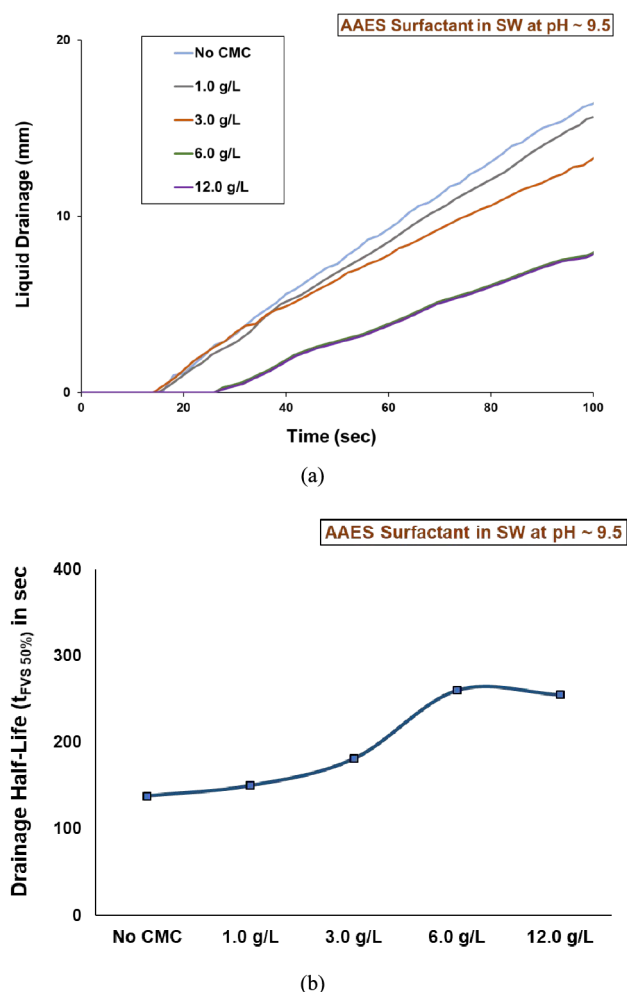 AAES Surfactant in SW at pH ~ 9.5
20
10
0
Liquid Drainage (mm)
No CMC
1.0 g/L
3.0 g/L
6.0 g/L
12.0 g/L
0 20 40 60 80 100
Time (sec)
(a)
AAES Surfactant in SW at pH ~ 9.5
400
300
200
100
0
Drainage Half-Life (tFVS 50%) in sec
No CMC 1.0 g/L 3.0 g/L 6.0 g/L 12.0 g/L
(b)